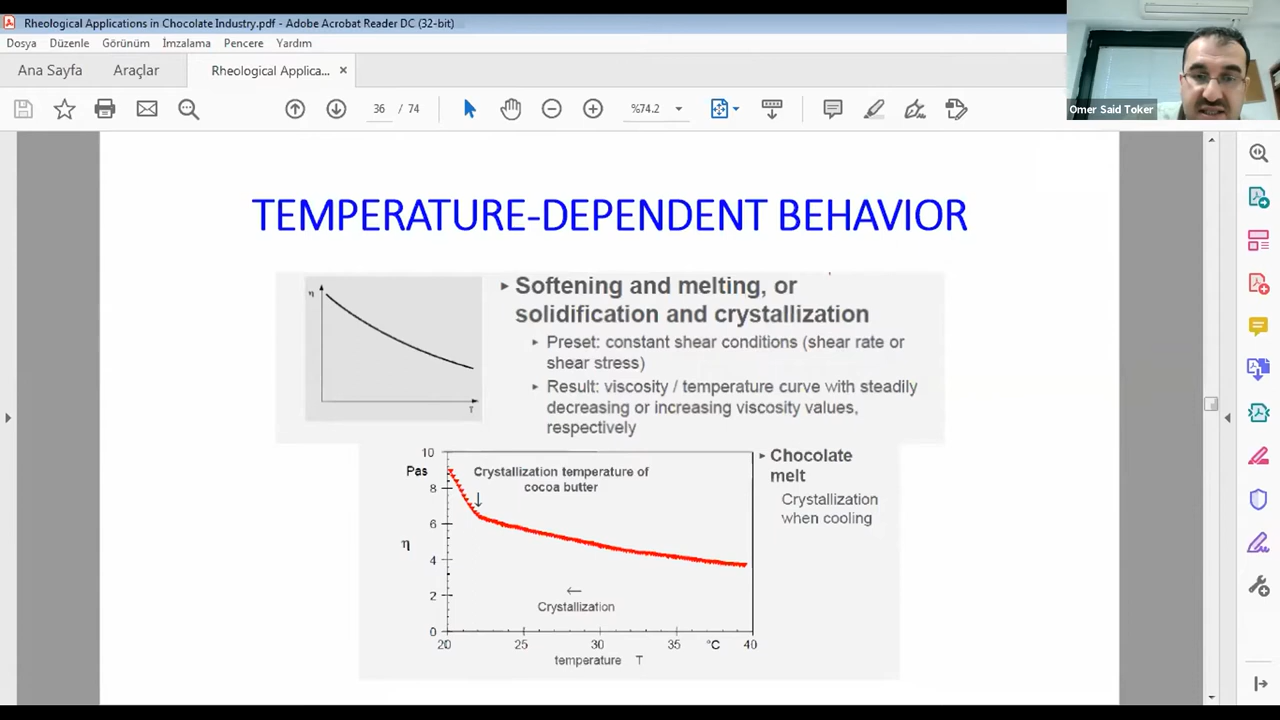 Rheological Applications in Chocolate Industry.pdf - Adobe Acrobat Reader DC (32-bit)
Dosya Düzenle Görünüm İmzalama Pencere Yardım
Ana Sayfa Araçlar Rheological Applica... ×
36 / 74 %74.2
Omer Said Toker
TEMPERATURE-DEPENDENT BEHAVIOR
η
T
Softening and melting, or
solidification and crystallization
Preset: constant shear conditions (shear rate or
shear stress)
Result: viscosity / temperature curve with steadily
decreasing or increasing viscosity values,
respectively
10
Pas
8
6
η
4
2
0
Crystallization temperature of
cocoa butter
Crystallization
20 25 30 35 °C 40
temperature T
Chocolate
melt
Crystallization
when cooling